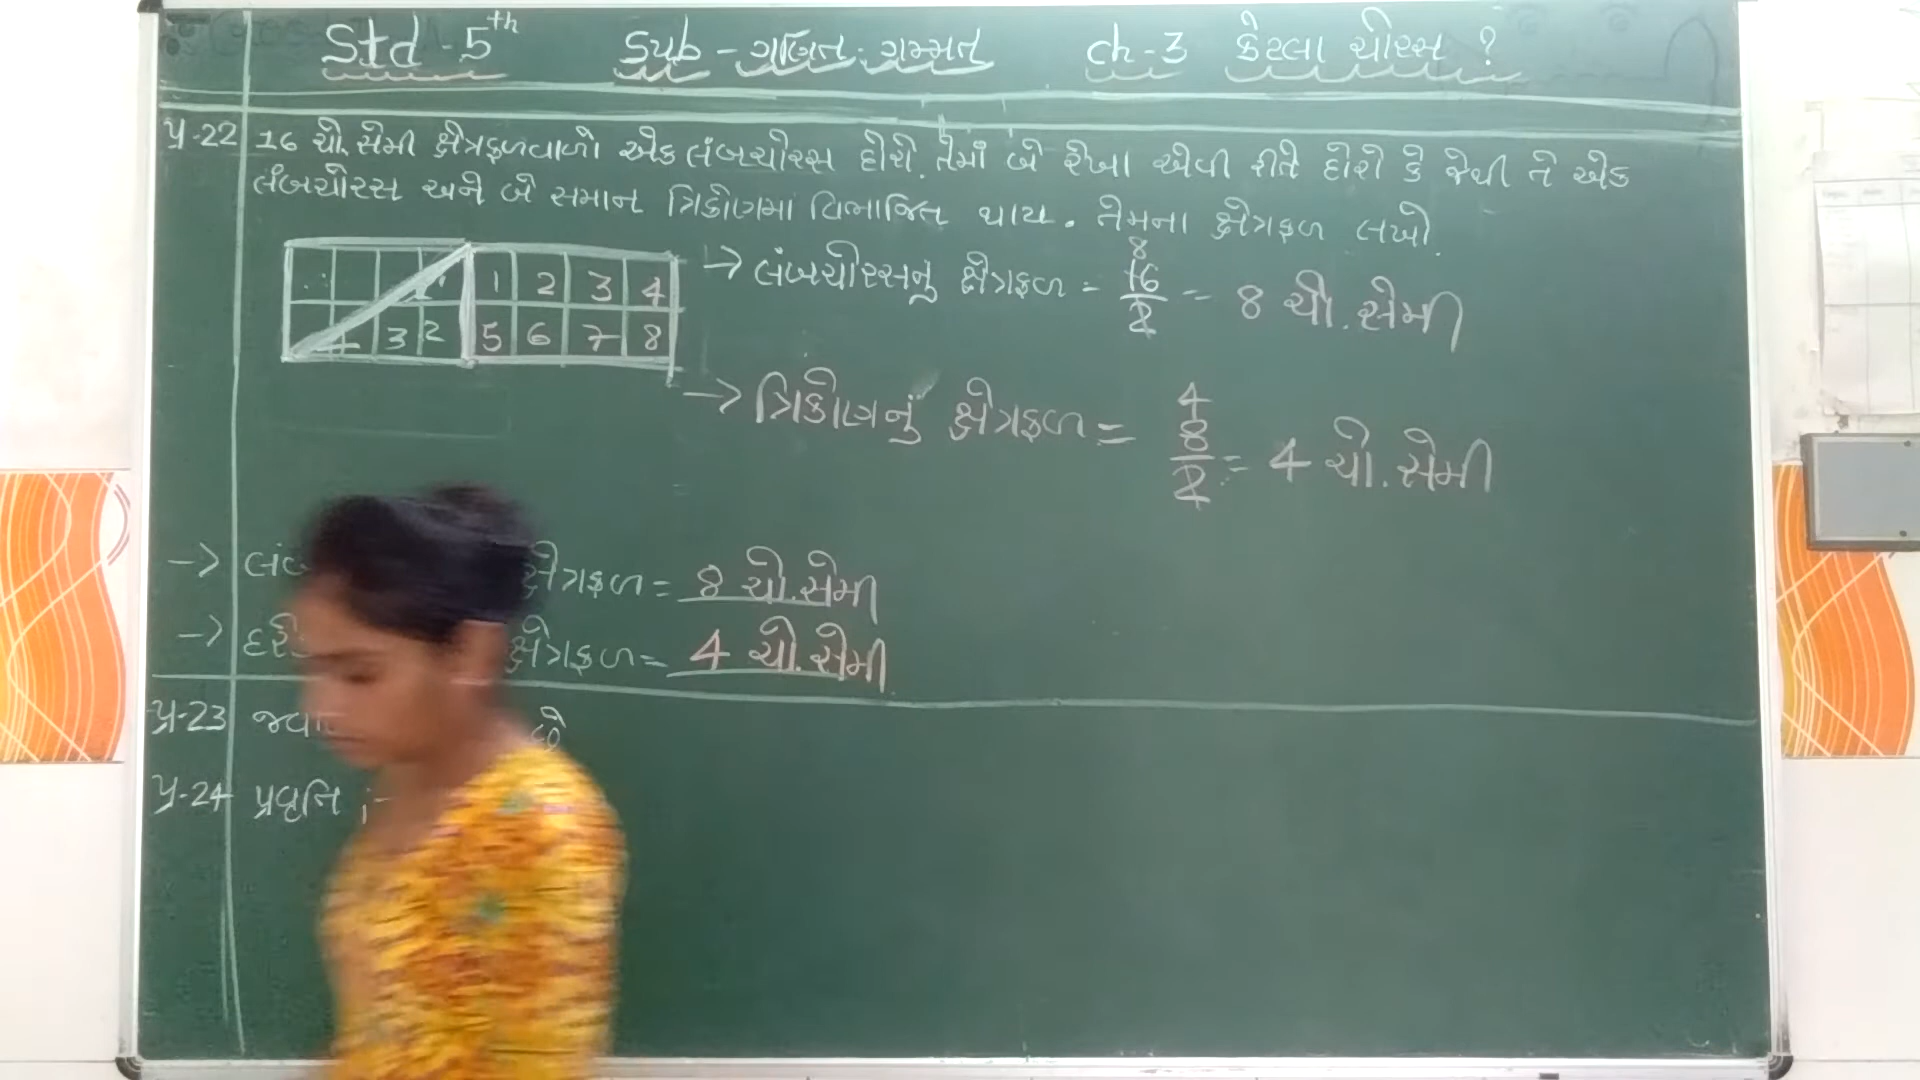 Std - 5th Sub - ગણિત-ગમ્મત ch-3 કેટલા ચોરસ ?
પ્ર-22 16 ચો.સેમી ક્ષેત્રફળવાળો એક લંબચોરસ દોરો. તેમાં બે રેખા એવી રીતે દોરો કે જેથી તે એક
લંબચોરસ અને બે સમાન ત્રિકોણમાં વિભાજિત થાય. તેમના ક્ષેત્રફળ લખો.
1 2 3 4
3 2 5 6 7 8
→ લંબચોરસનું ક્ષેત્રફળ = 8 16/2 = 8 ચો.સેમી
→ ત્રિકોણનું ક્ષેત્રફળ = 4 8/2 = 4 ચો.સેમી
→ ક્ષેત્રફળ = 8 ચો.સેમી
→ ક્ષેત્રફળ = 4 ચો.સેમી
પ્ર-23 છે
પ્ર-24 પ્રવૃતિ :-